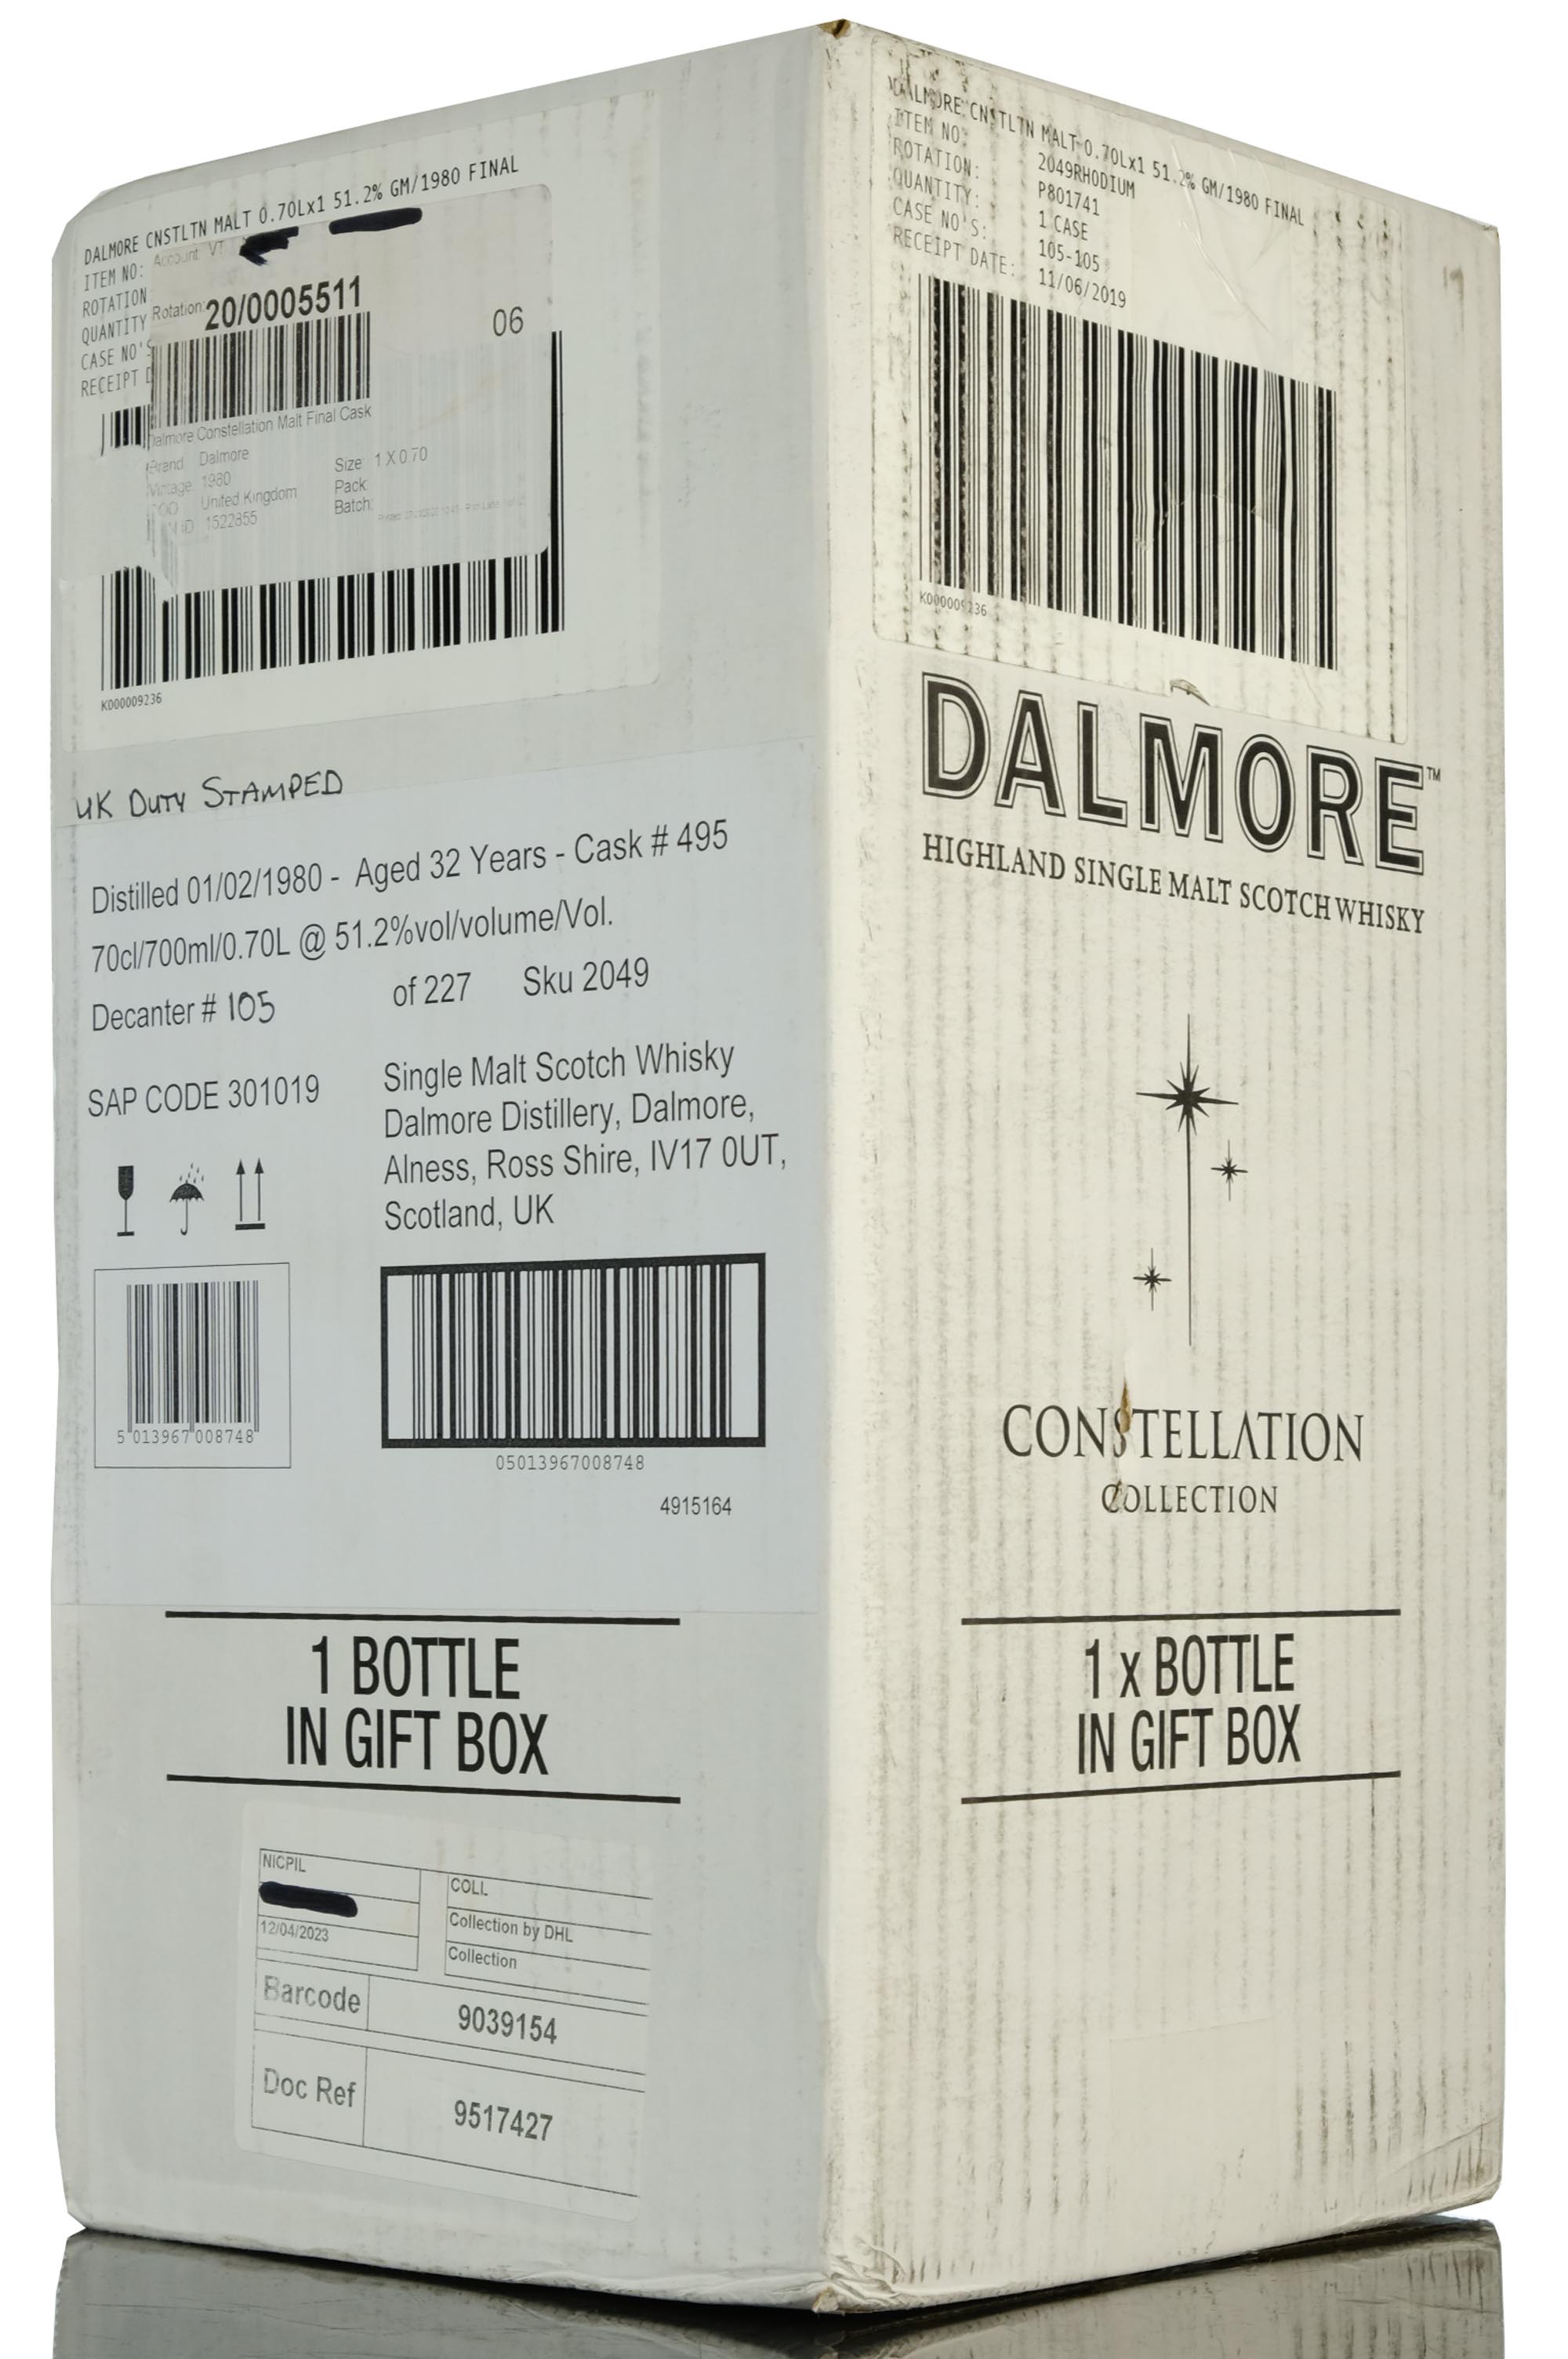 DALMORE CNSTLTN MALT 0.70Lx1 51.2% GM/1980 FINAL
ITEM NO:
Account: VT
ROTATION
Rotation: 20/0005511
06
QUANTITY
CASE NO'S
RECEIPT D
Dalmore Constellation Malt Final Cask
Brand Dalmore
Vintage 1980
United Kingdom
1522855
Size: 1 X 0.70
Pack:
Batch:
K000009236
UK DUTY STAMPED
Distilled 01/02/1980 - Aged 32 Years - Cask # 495
70cl/700ml/0.70L @ 51.2%vol/volume/Vol.
Decanter # 105 of 227 Sku 2049
SAP CODE 301019
Single Malt Scotch Whisky
Dalmore Distillery, Dalmore,
Alness, Ross Shire, IV17 0UT,
Scotland, UK
5 013967 008748
05013967008748
4915164
1 BOTTLE
IN GIFT BOX
NICPIL
12/04/2023
COLL
Collection by DHL
Collection
Barcode 9039154
Doc Ref 9517427
DALMORE CNSTLTN MALT 0.70Lx1 51.2% GM/1980 FINAL
ITEM NO: 2049RHODIUM
ROTATION: P801741
QUANTITY: 1 CASE
CASE NO'S: 105-105
RECEIPT DATE: 11/06/2019
K000009236
DALMORE™
HIGHLAND SINGLE MALT SCOTCH WHISKY
CONSTELLATION
COLLECTION
1 x BOTTLE
IN GIFT BOX